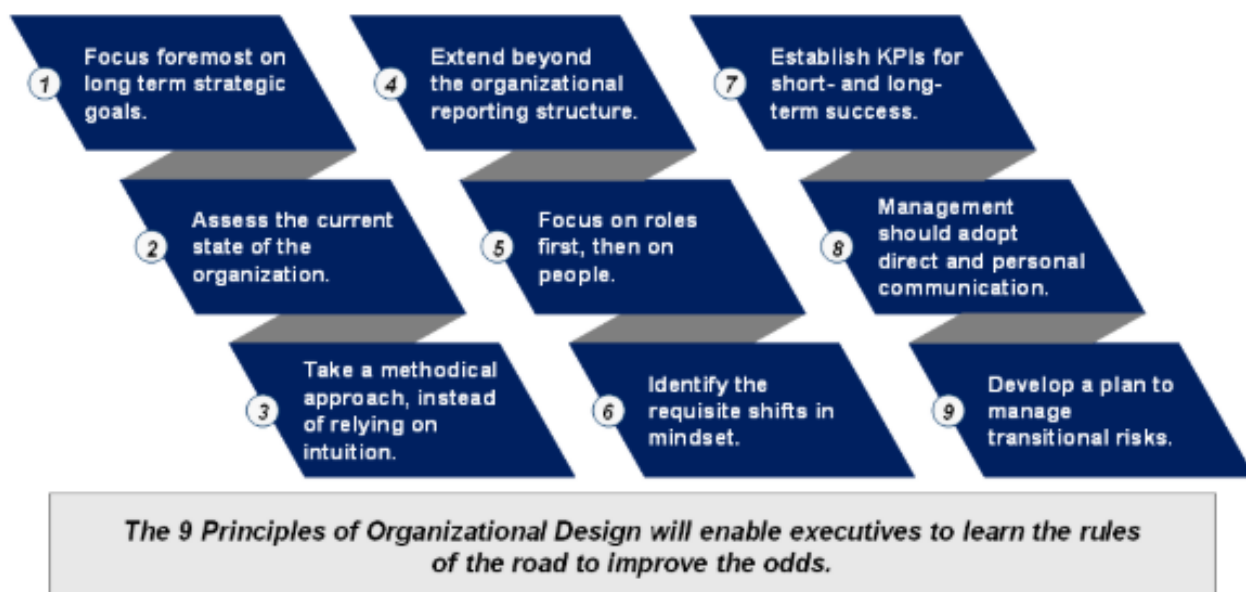 1
Focus foremost on
long term strategic
goals.
2
Assess the current
state of the
organization.
3
Take a methodical
approach, instead
of relying on
intuition.
4
Extend beyond
the organizational
reporting structure.
5
Focus on roles
first, then on
people.
6
Identify the
requisite shifts in
mindset.
7
Establish KPIs for
short- and long-
term success.
8
Management
should adopt
direct and personal
communication.
9
Develop a plan to
manage
transitional risks.
The 9 Principles of Organizational Design will enable executives to learn the rules
of the road to improve the odds.